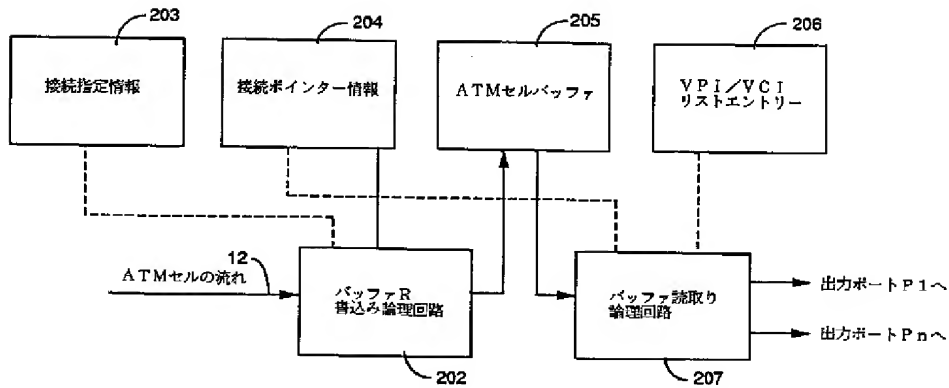 203
204
205
206
接続指定情報
接続ポインター情報
ATMセルバッファ
VPI/VCI
リストエントリー
12
ATMセルの流れ
バッファR
書込み論理回路
バッファ読取り
論理回路
出力ポートP1へ
出力ポートPnへ
202
207